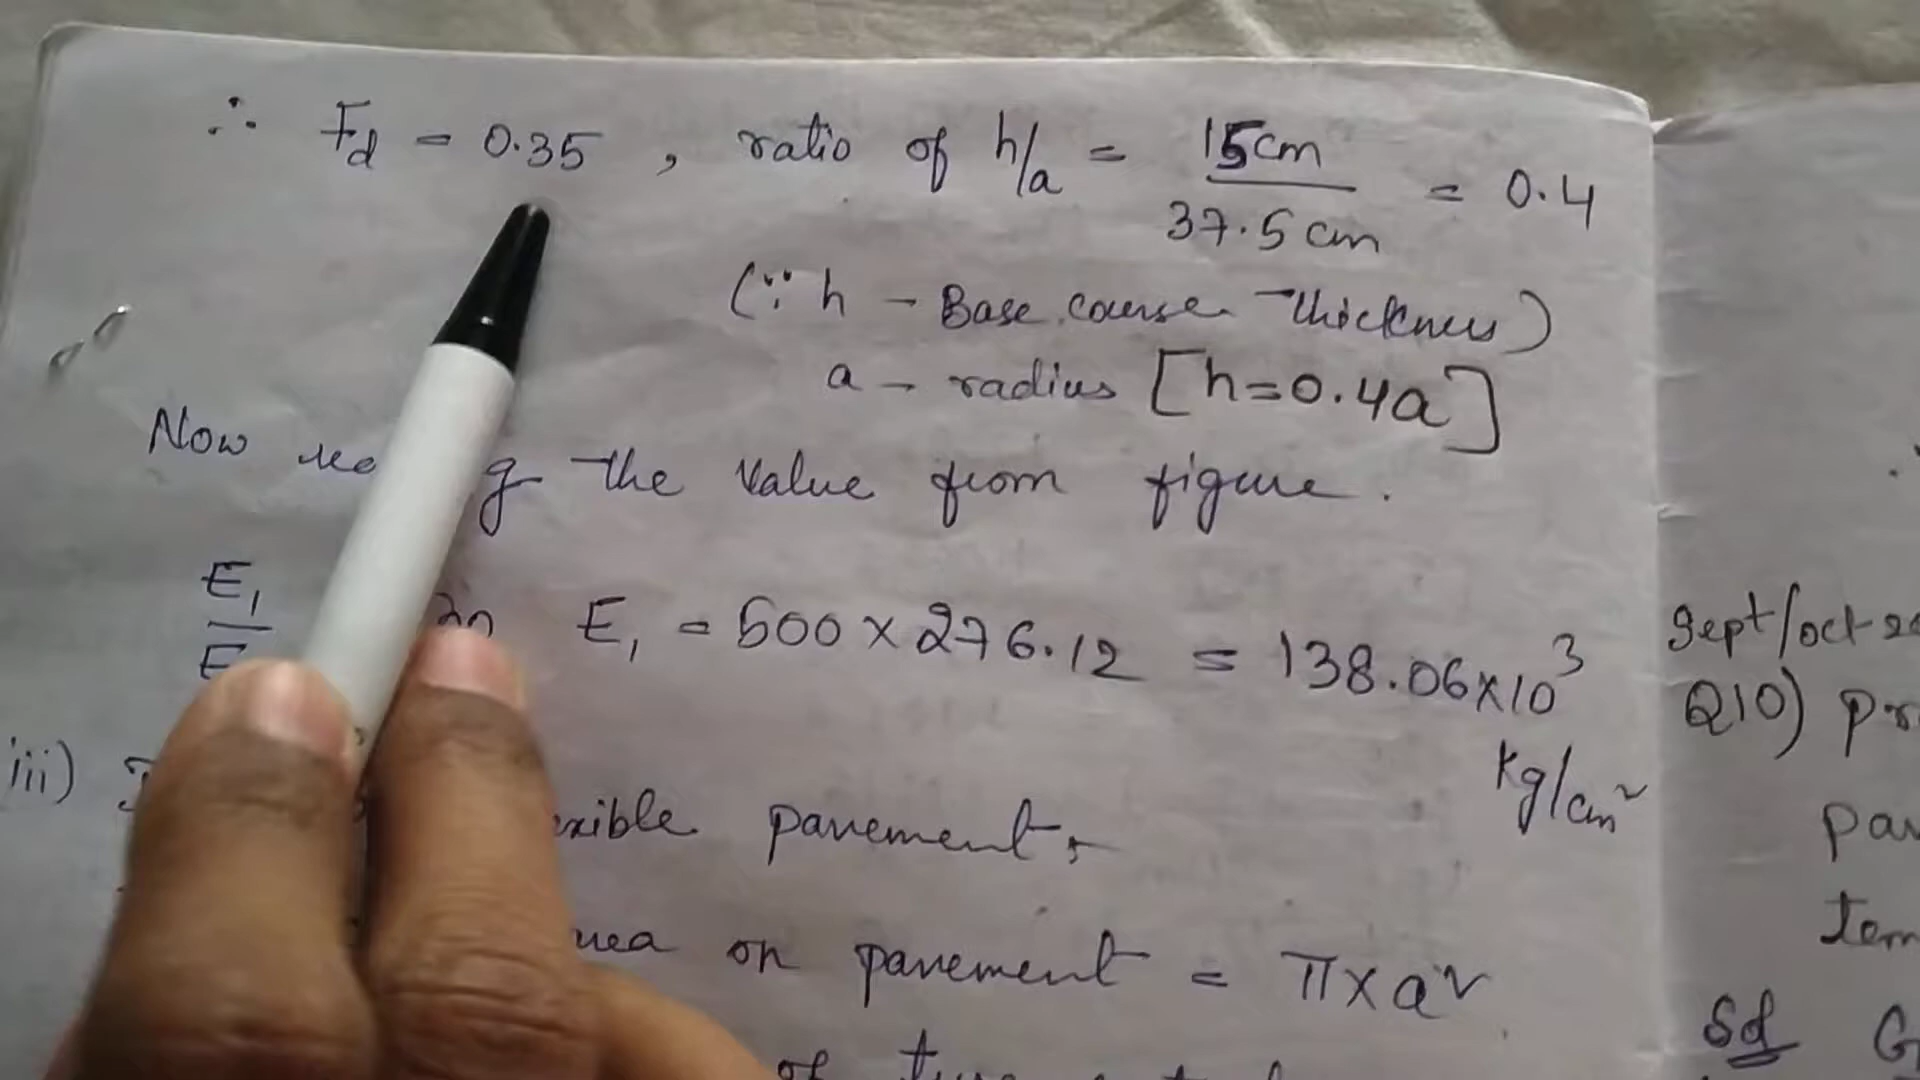 ∴ Fd = 0.35 , ratio of h/a = 15cm / 37.5 cm = 0.4
(∵ h - Base course thickness)
a - radius [h=0.4a]
Now the value from figure.
E₁ / E E₁ = 500 × 276.12 = 138.06×10³
kg/cm²
iii) pavement,
on pavement = π×a²
of
Sept/oct
Q10)
Sol